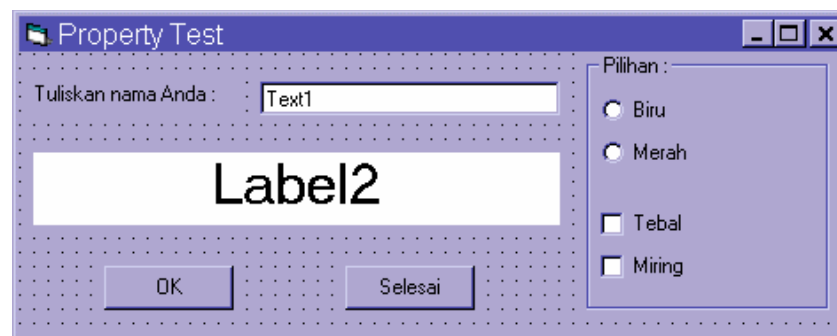 Property Test
Tuliskan nama Anda :
Text1
Label2
OK
Selesai
Pilihan :
Biru
Merah
Tebal
Miring